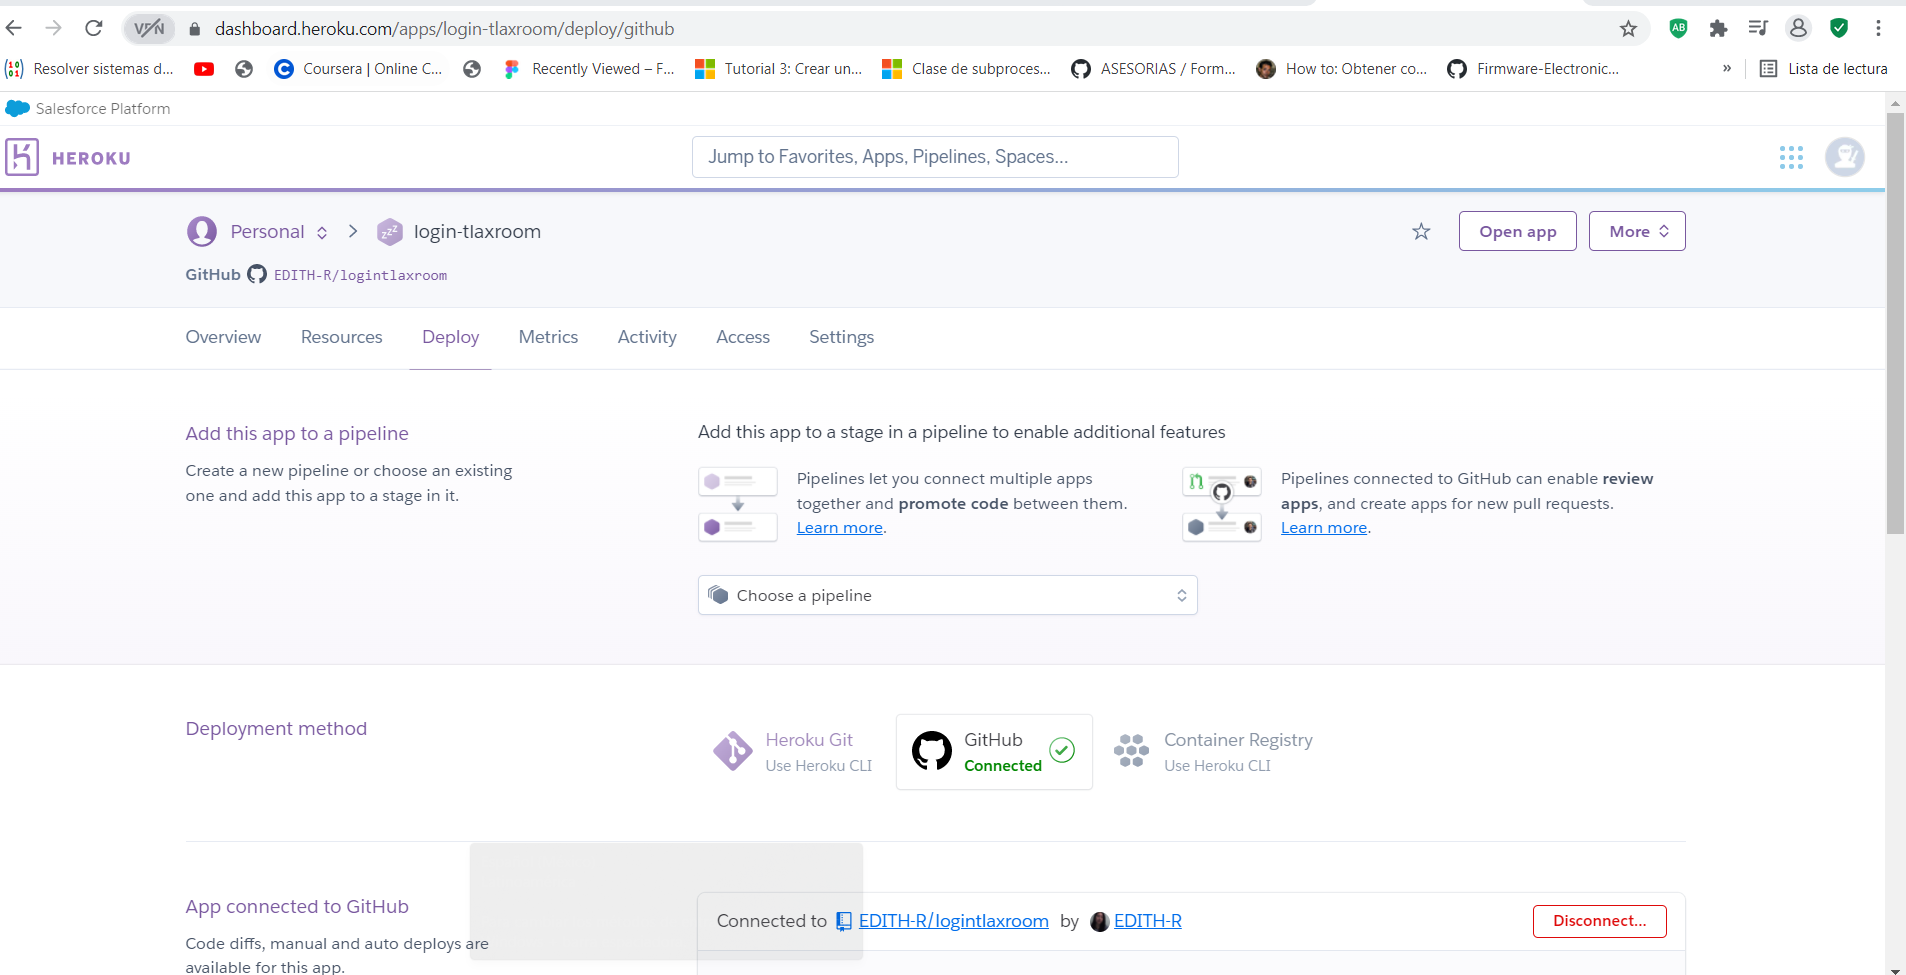 VPN dashboard.heroku.com/apps/login-tlaxroom/deploy/github AB
Resolver sistemas d... Coursera | Online C... Recently Viewed – F... Tutorial 3: Crear un... Clase de subproces... ASESORIAS / Form... How to: Obtener co... Firmware-Electronic... » Lista de lectura
Salesforce Platform
HEROKU Jump to Favorites, Apps, Pipelines, Spaces...
Personal > zzz login-tlaxroom Open app More
GitHub EDITH-R/logintlaxroom
Overview Resources Deploy Metrics Activity Access Settings
Add this app to a pipeline
Create a new pipeline or choose an existing
one and add this app to a stage in it.
Add this app to a stage in a pipeline to enable additional features
Pipelines let you connect multiple apps
together and promote code between them.
Learn more.
Pipelines connected to GitHub can enable review
apps, and create apps for new pull requests.
Learn more.
Choose a pipeline
Deployment method
Heroku Git
Use Heroku CLI
GitHub
Connected
Container Registry
Use Heroku CLI
App connected to GitHub
Code diffs, manual and auto deploys are
available for this app.
Connected to EDITH-R/logintlaxroom by EDITH-R Disconnect...